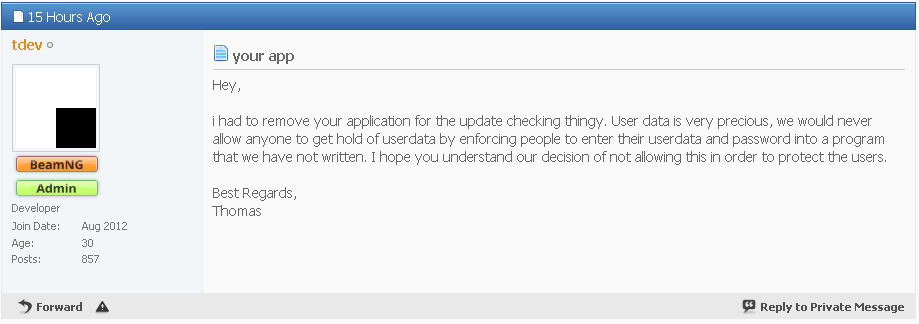 15 Hours Ago
tdev
BeamNG
Admin
Developer
Join Date: Aug 2012
Age: 30
Posts: 857
your app
Hey,
i had to remove your application for the update checking thingy. User data is very precious, we would never
allow anyone to get hold of userdata by enforcing people to enter their userdata and password into a program
that we have not written. I hope you understand our decision of not allowing this in order to protect the users.
Best Regards,
Thomas
Forward
Reply to Private Message